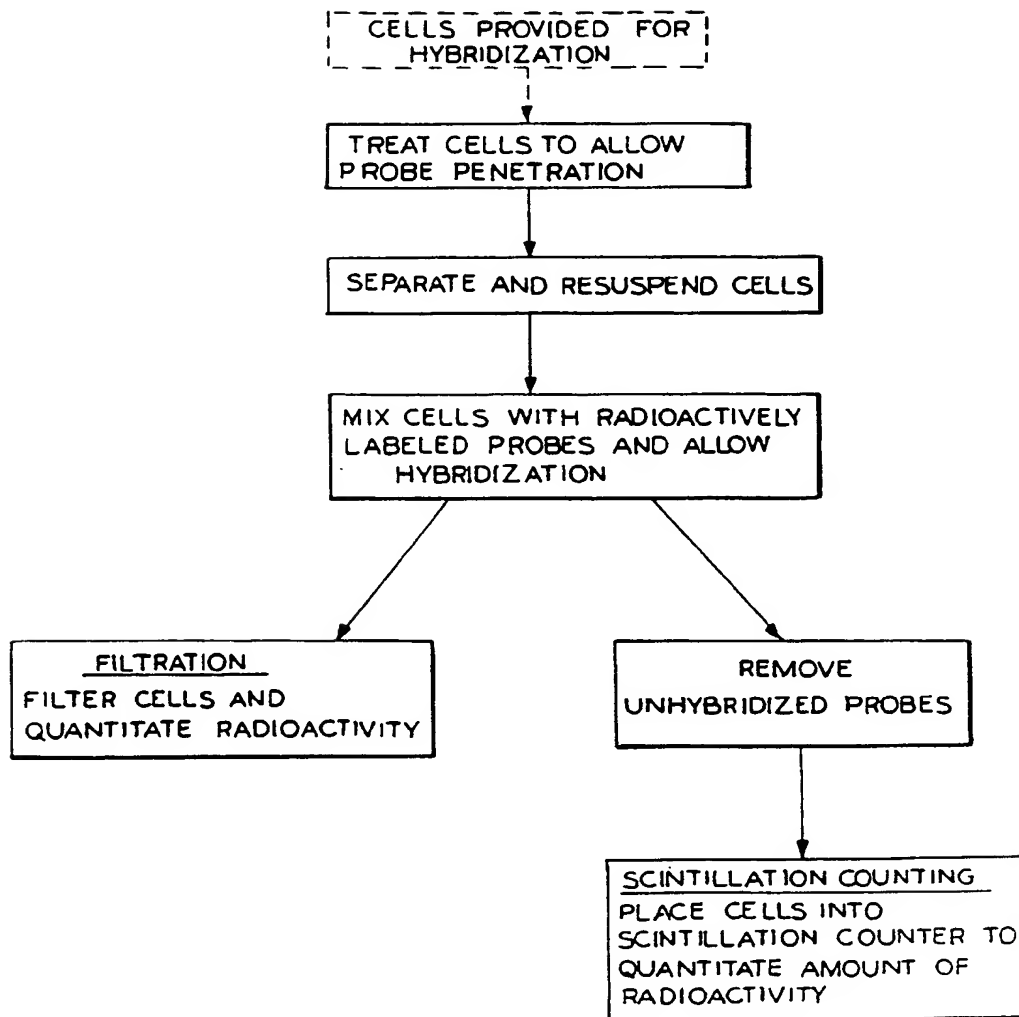 CELLS PROVIDED FOR
HYBRIDIZATION
TREAT CELLS TO ALLOW
PROBE PENETRATION
SEPARATE AND RESUSPEND CELLS
MIX CELLS WITH RADIOACTIVELY
LABELED PROBES AND ALLOW
HYBRIDIZATION
FILTRATION
FILTER CELLS AND
QUANTITATE RADIOACTIVITY
REMOVE
UNHYBRIDIZED PROBES
SCINTILLATION COUNTING
PLACE CELLS INTO
SCINTILLATION COUNTER TO
QUANTITATE AMOUNT OF
RADIOACTIVITY